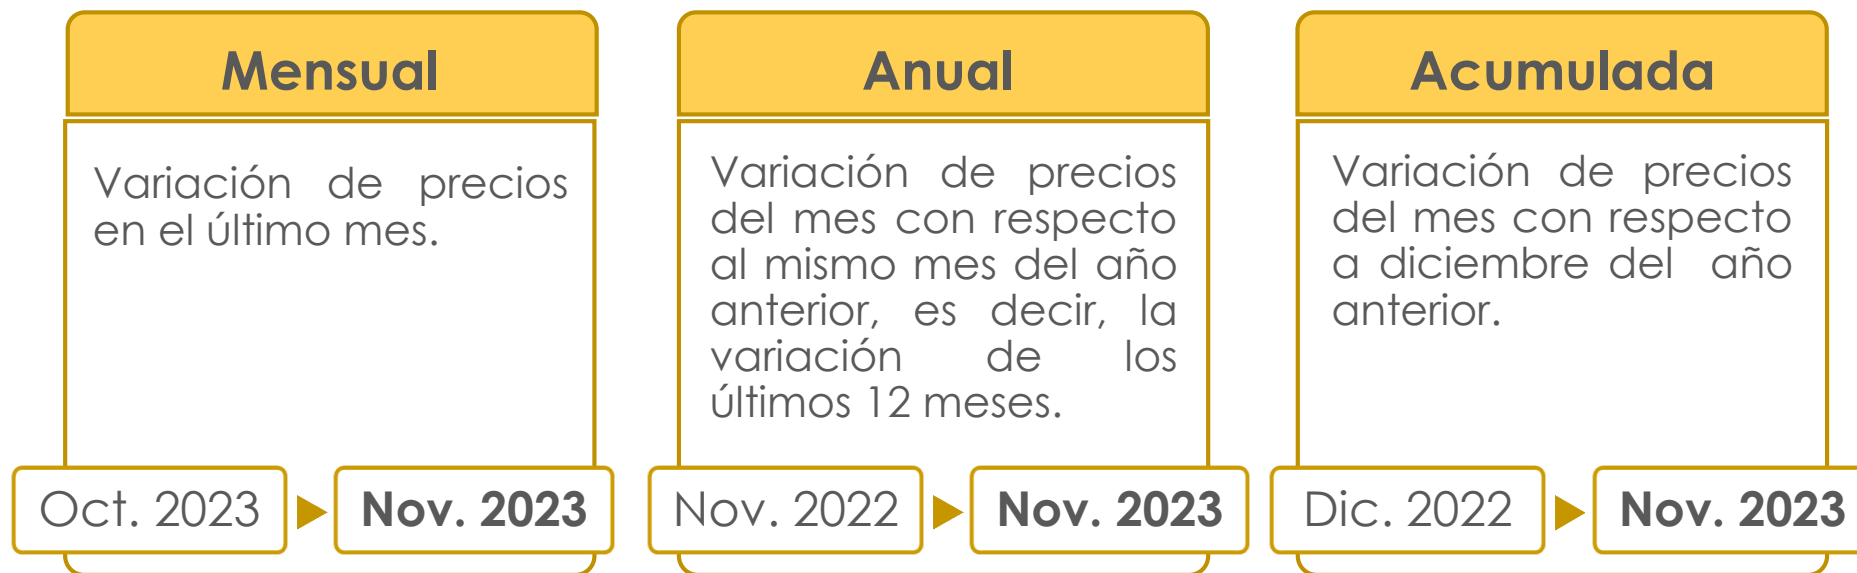 Mensual
Variación de precios
en el último mes.
Oct. 2023
Nov. 2023
Anual
Variación de precios
del mes con respecto
al mismo mes del año
anterior, es decir, la
variación de los
últimos 12 meses.
Nov. 2022
Nov. 2023
Acumulada
Variación de precios
del mes con respecto
a diciembre del año
anterior.
Dic. 2022
Nov. 2023